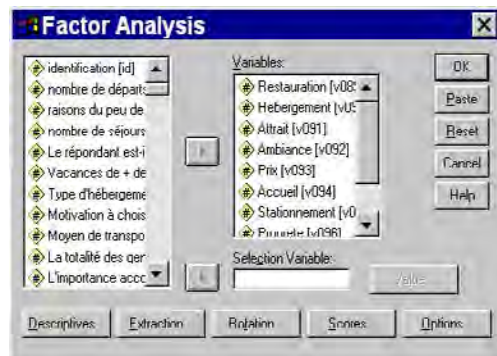 Factor Analysis
identification [id]
nombre de départs
raisons du peu de
nombre de séjours
Le répondant est-i
Vacances de + de
Type d'hébergeme
Motivation à chois
Moyen de transpo
La totalité des ger
L'importance acco
Variables:
Restauration [v08
Hebergement [v0
Attrait [v091]
Ambiance [v092]
Prix [v093]
Accueil [v094]
Stationnement [v0
Proprete [v096]
Selection Variable:
Value
OK
Paste
Reset
Cancel
Help
Descriptives
Extraction
Rotation
Scores
Options